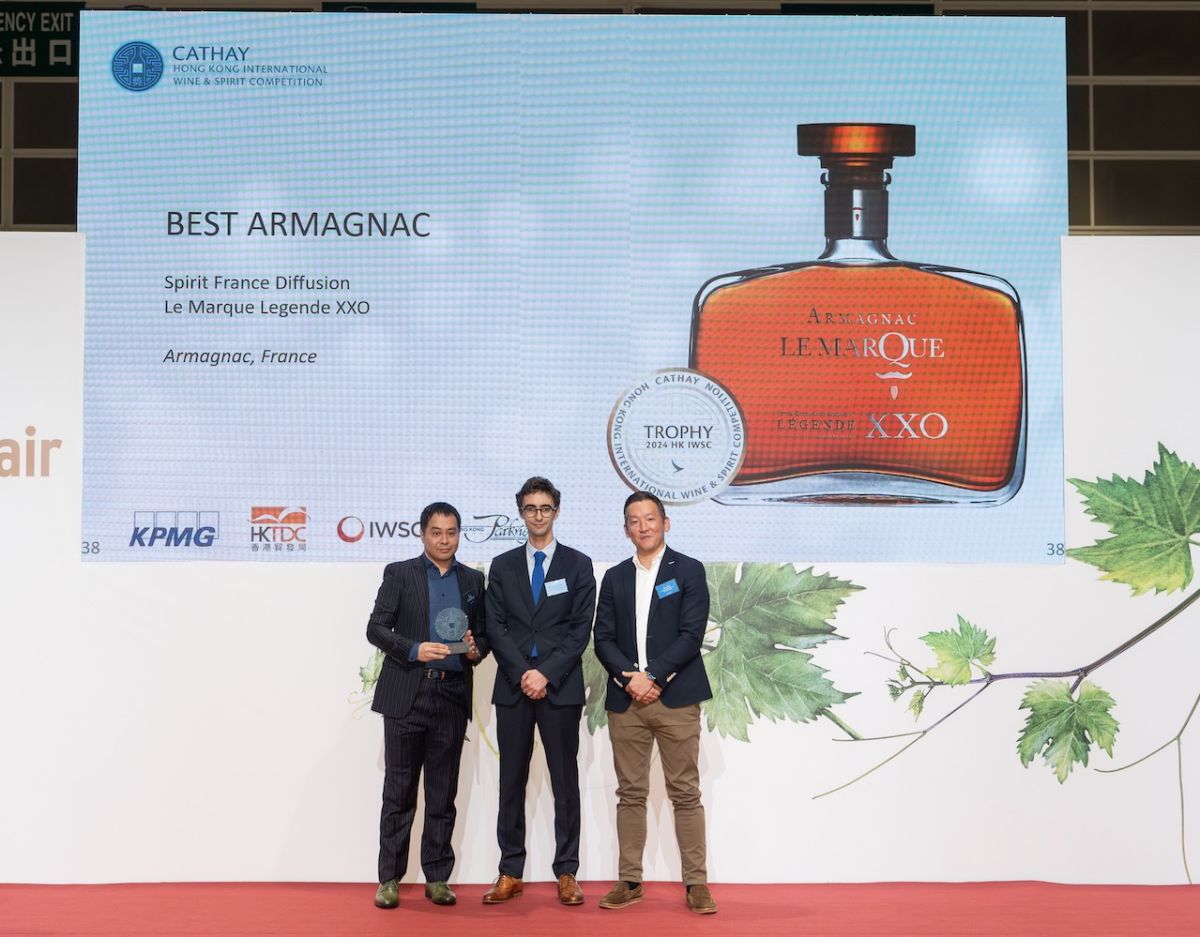 ENCY EXIT
出口
CATHAY
HONG KONG INTERNATIONAL
WINE & SPIRIT COMPETITION
BEST ARMAGNAC
Spirit France Diffusion
Le Marque Legende XXO
Armagnac, France
ARMAGNAC
LE MARQUE
LÉGENDE XXO
CATHAY HONG KONG INTERNATIONAL WINE & SPIRIT COMPETITION
TROPHY
2024 HK IWSC
air
KPMG
HKTDC
香港貿發局
IWSC
38
38